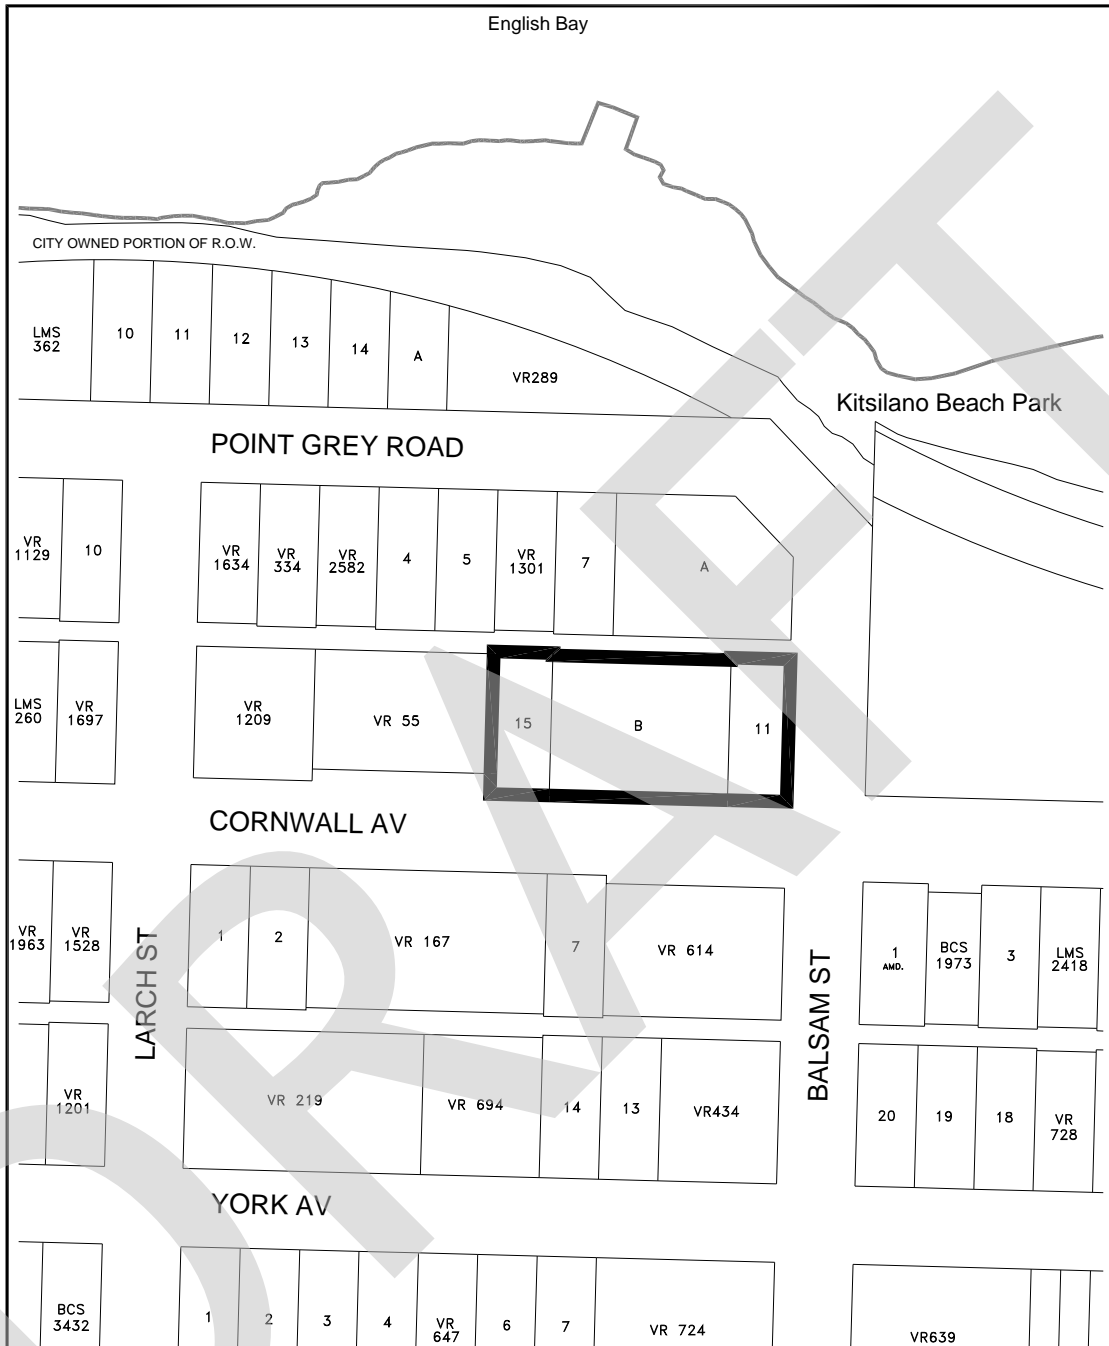 English Bay
CITY OWNED PORTION OF R.O.W.
LMS
362
10
11
12
13
14
A
VR289
Kitsilano Beach Park
POINT GREY ROAD
VR
1129
10
VR
1634
VR
334
VR
2582
4
5
VR
1301
7
A
LMS
260
VR
1697
VR
1209
VR 55
15
B
11
CORNWALL AV
VR
1963
VR
1528
LARCH ST
1
2
VR 167
7
VR 614
BALSAM ST
1
AMD.
BCS
1973
3
LMS
2418
VR
1201
VR 219
VR 694
14
13
VR434
20
19
18
VR
728
YORK AV
BCS
3432
1
2
3
4
VR
647
6
7
VR 724
VR639
DRAFT